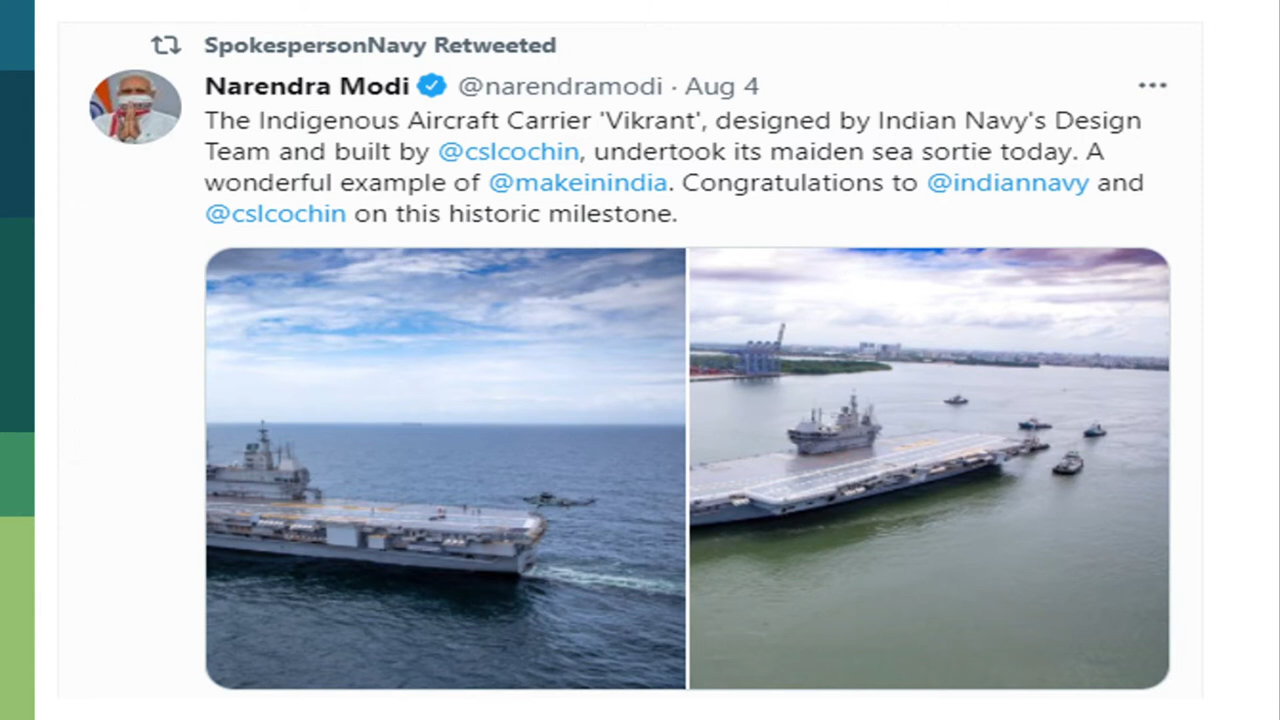 SpokespersonNavy Retweeted
Narendra Modi @narendramodi · Aug 4
The Indigenous Aircraft Carrier 'Vikrant', designed by Indian Navy's Design
Team and built by @cslcochin, undertook its maiden sea sortie today. A
wonderful example of @makeinindia. Congratulations to @indiannavy and
@cslcochin on this historic milestone.